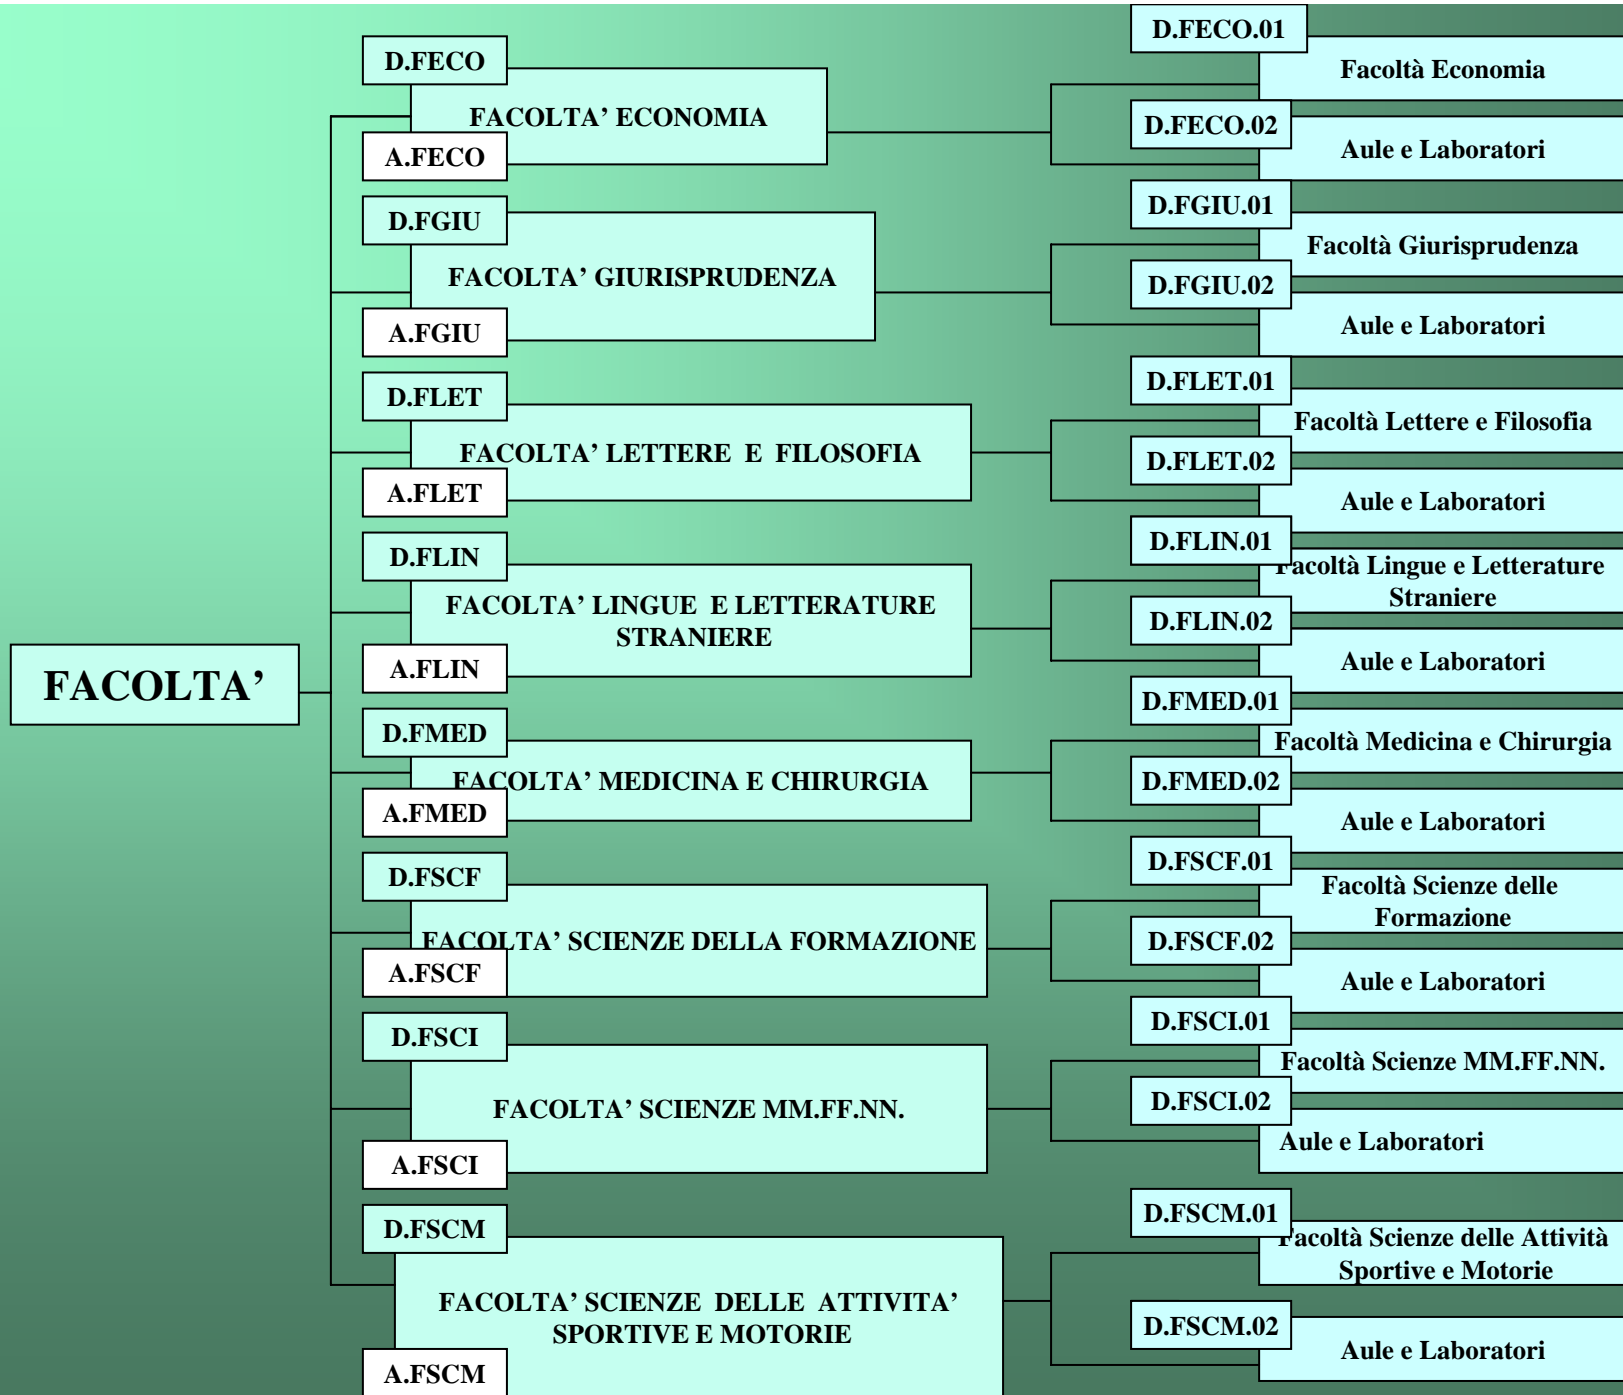 FACOLTA’
D.FECO
FACOLTA’ ECONOMIA
A.FECO
D.FECO.01
Facoltà Economia
D.FECO.02
Aule e Laboratori
D.FGIU
FACOLTA’ GIURISPRUDENZA
A.FGIU
D.FGIU.01
Facoltà Giurisprudenza
D.FGIU.02
Aule e Laboratori
D.FLET
FACOLTA’ LETTERE E FILOSOFIA
A.FLET
D.FLET.01
Facoltà Lettere e Filosofia
D.FLET.02
Aule e Laboratori
D.FLIN
FACOLTA’ LINGUE E LETTERATURE
STRANIERE
A.FLIN
D.FLIN.01
Facoltà Lingue e Letterature
Straniere
D.FLIN.02
Aule e Laboratori
D.FMED
FACOLTA’ MEDICINA E CHIRURGIA
A.FMED
D.FMED.01
Facoltà Medicina e Chirurgia
D.FMED.02
Aule e Laboratori
D.FSCF
FACOLTA’ SCIENZE DELLA FORMAZIONE
A.FSCF
D.FSCF.01
Facoltà Scienze delle
Formazione
D.FSCF.02
Aule e Laboratori
D.FSCI
FACOLTA’ SCIENZE MM.FF.NN.
A.FSCI
D.FSCI.01
Facoltà Scienze MM.FF.NN.
D.FSCI.02
Aule e Laboratori
D.FSCM
FACOLTA’ SCIENZE DELLE ATTIVITA’
SPORTIVE E MOTORIE
A.FSCM
D.FSCM.01
Facoltà Scienze delle Attività
Sportive e Motorie
D.FSCM.02
Aule e Laboratori